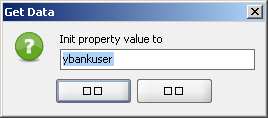 Get Data
Init property value to
ybankuser